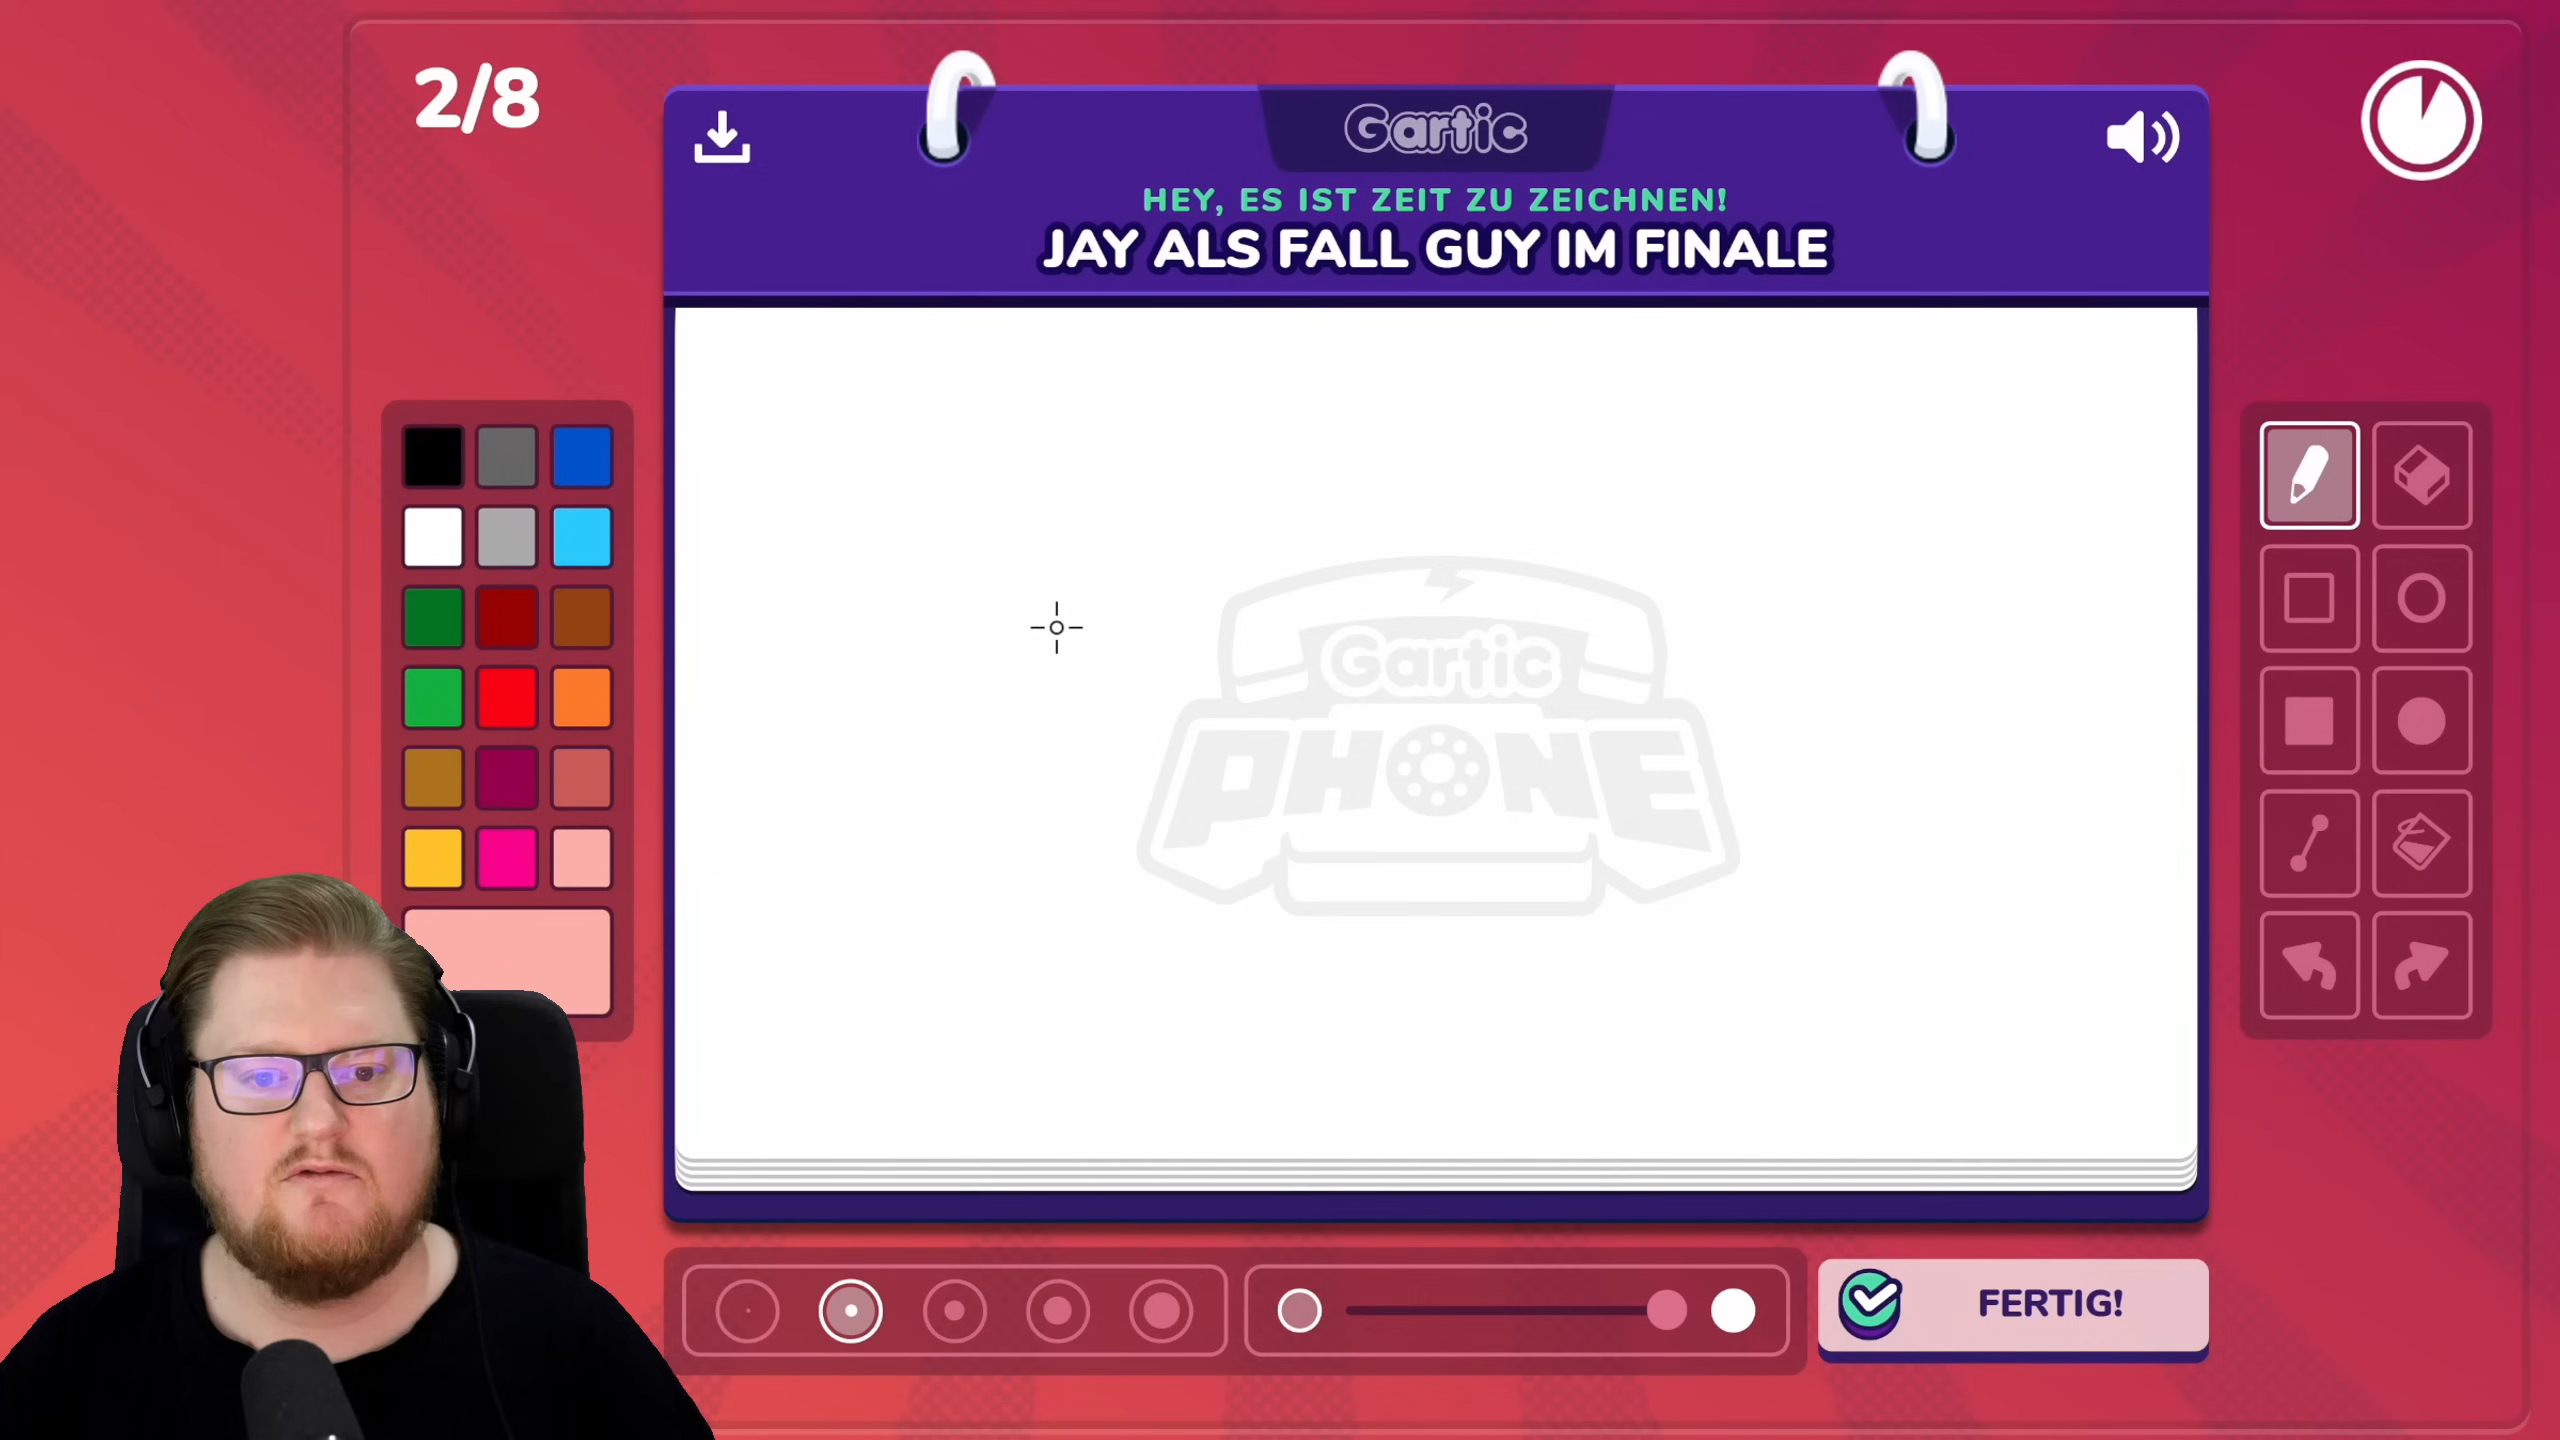 2/8
Gartic
HEY, ES IST ZEIT ZU ZEICHNEN!
JAY ALS FALL GUY IM FINALE
Gartic
PHONE
FERTIG!